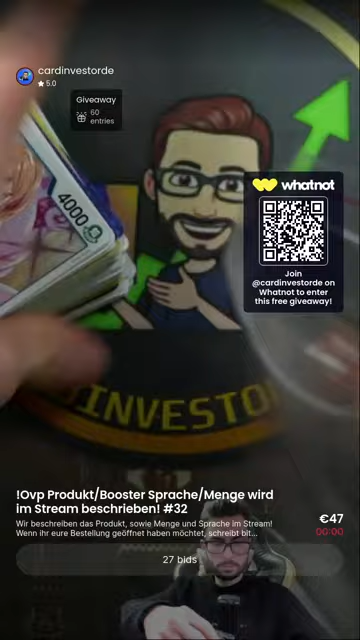 cardinvestorde
5.0
Giveaway
60
entries
4000
whatnot
Join
@cardinvestorde on
Whatnot to enter
this free giveaway!
INVESTO
!Ovp Produkt/Booster Sprache/Menge wird
im Stream beschrieben! #32
€47
Wir beschreiben das Produkt, sowie Menge und Sprache im Stream!
00:00
Wenn ihr eure Bestellung geöffnet haben möchtet, schreibt bit...
27 bids